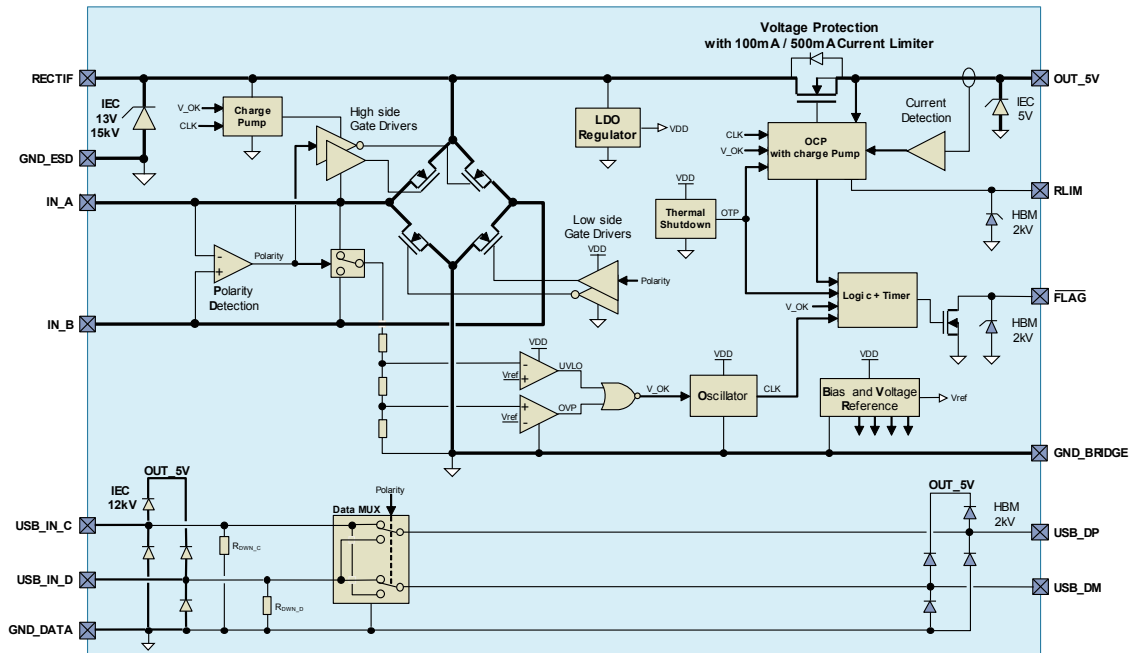 Voltage Protection
with 100mA / 500mA Current Limiter
RECTIF
OUT_5V
IEC
13V
15kV
V_OK
CLK
Charge
Pump
High side
Gate Drivers
LDO
Regulator
VDD
CLK
V_OK
OCP
with charge Pump
Current
Detection
IEC
5V
GND_ESD
RLIM
HBM
2kV
IN_A
VDD
Thermal
Shutdown
OTP
Low side
Gate Drivers
VDD
Polarity
Polarity
Polarity
Detection
Logic + Timer
V_OK
FLAG
HBM
2kV
IN_B
VDD
UVLO
Vref
OVP
Vref
V_OK
VDD
Oscillator
CLK
VDD
Bias and Voltage
Reference
Vref
GND_BRIDGE
OUT_5V
IEC
12kV
Polarity
Data MUX
OUT_5V
HBM
2kV
USB_IN_C
RDWN_C
USB_DP
USB_IN_D
RDWN_D
USB_DM
GND_DATA